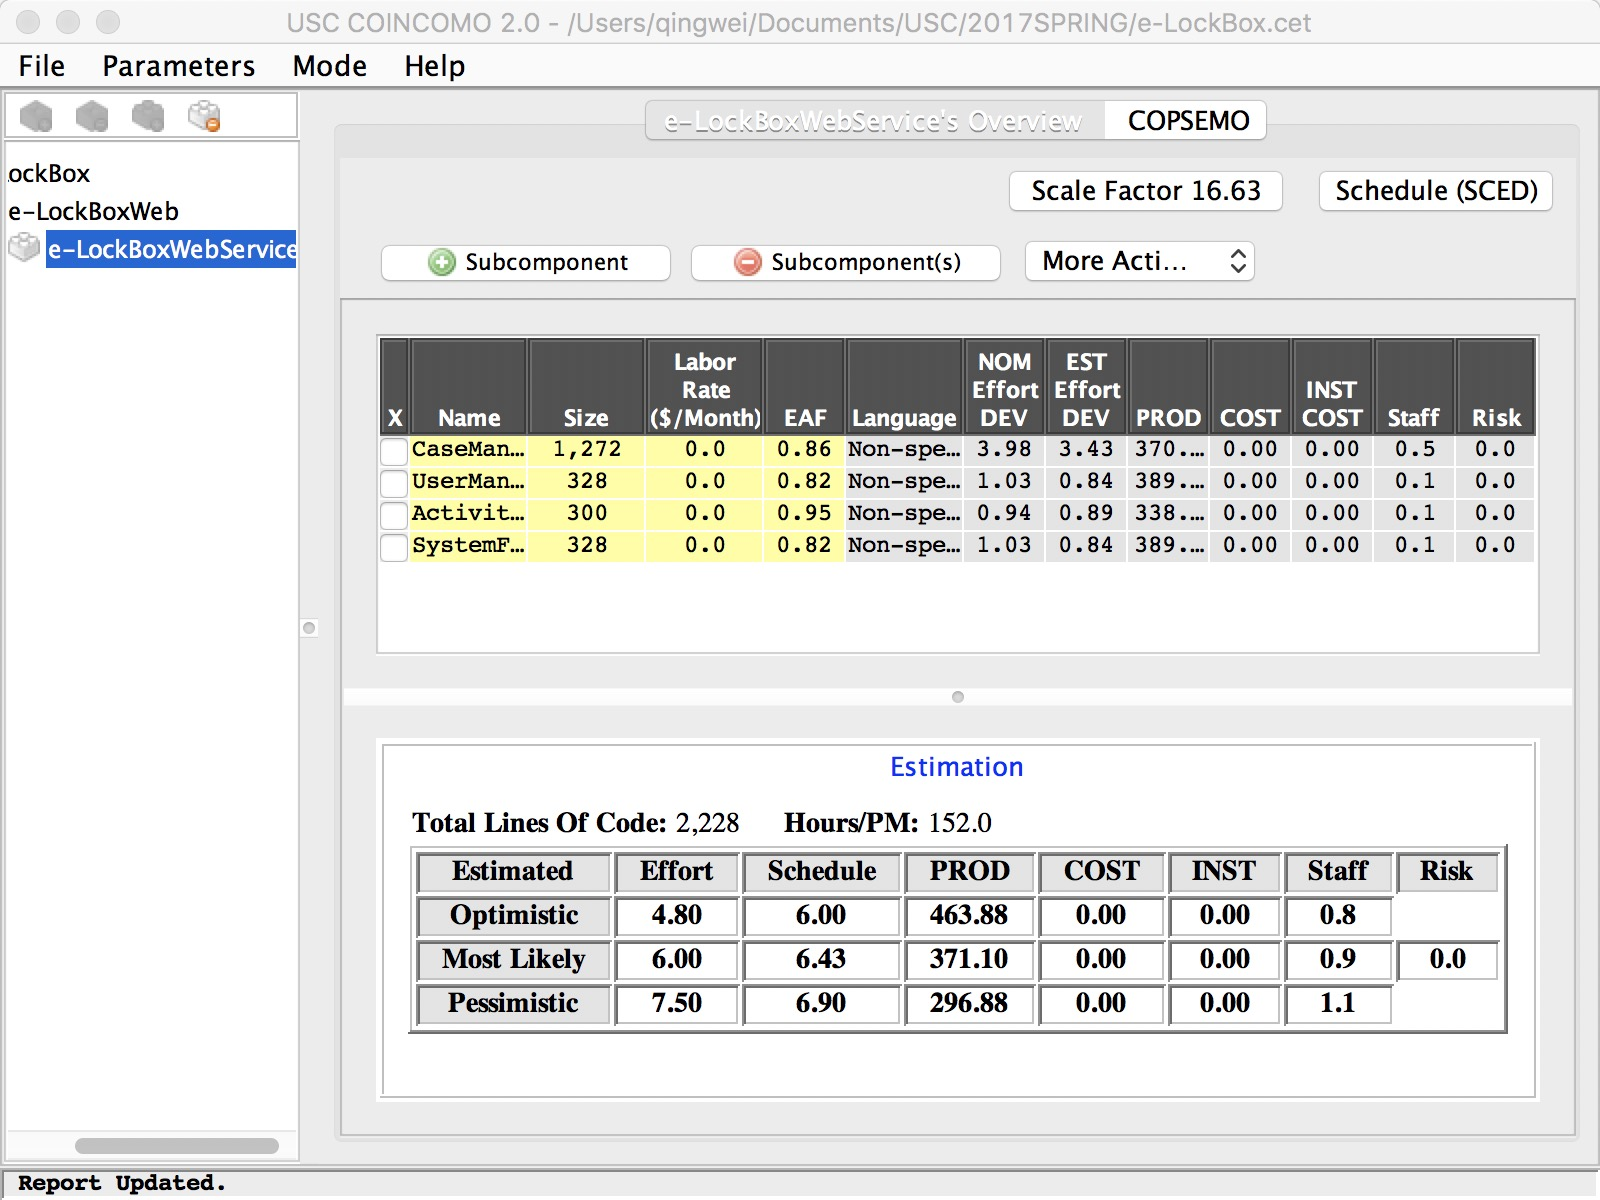 USC COINCOMO 2.0 - /Users/qingwei/Documents/USC/2017SPRING/e-LockBox.cet
File Parameters Mode Help
e-LockBoxWebService's Overview COPSEMO
ockBox
e-LockBoxWeb
e-LockBoxWebService
Scale Factor 16.63 Schedule (SCED)
Subcomponent Subcomponent(s) More Acti...
X Name Size Labor Rate ($/Month) EAF Language NOM Effort DEV EST Effort DEV PROD COST INST COST Staff Risk
CaseMan... 1,272 0.0 0.86 Non-spe... 3.98 3.43 370.... 0.00 0.00 0.5 0.0
UserMan... 328 0.0 0.82 Non-spe... 1.03 0.84 389.... 0.00 0.00 0.1 0.0
Activit... 300 0.0 0.95 Non-spe... 0.94 0.89 338.... 0.00 0.00 0.1 0.0
SystemF... 328 0.0 0.82 Non-spe... 1.03 0.84 389.... 0.00 0.00 0.1 0.0
Estimation
Total Lines Of Code: 2,228 Hours/PM: 152.0
Estimated Effort Schedule PROD COST INST Staff Risk
Optimistic 4.80 6.00 463.88 0.00 0.00 0.8
Most Likely 6.00 6.43 371.10 0.00 0.00 0.9 0.0
Pessimistic 7.50 6.90 296.88 0.00 0.00 1.1
Report Updated.